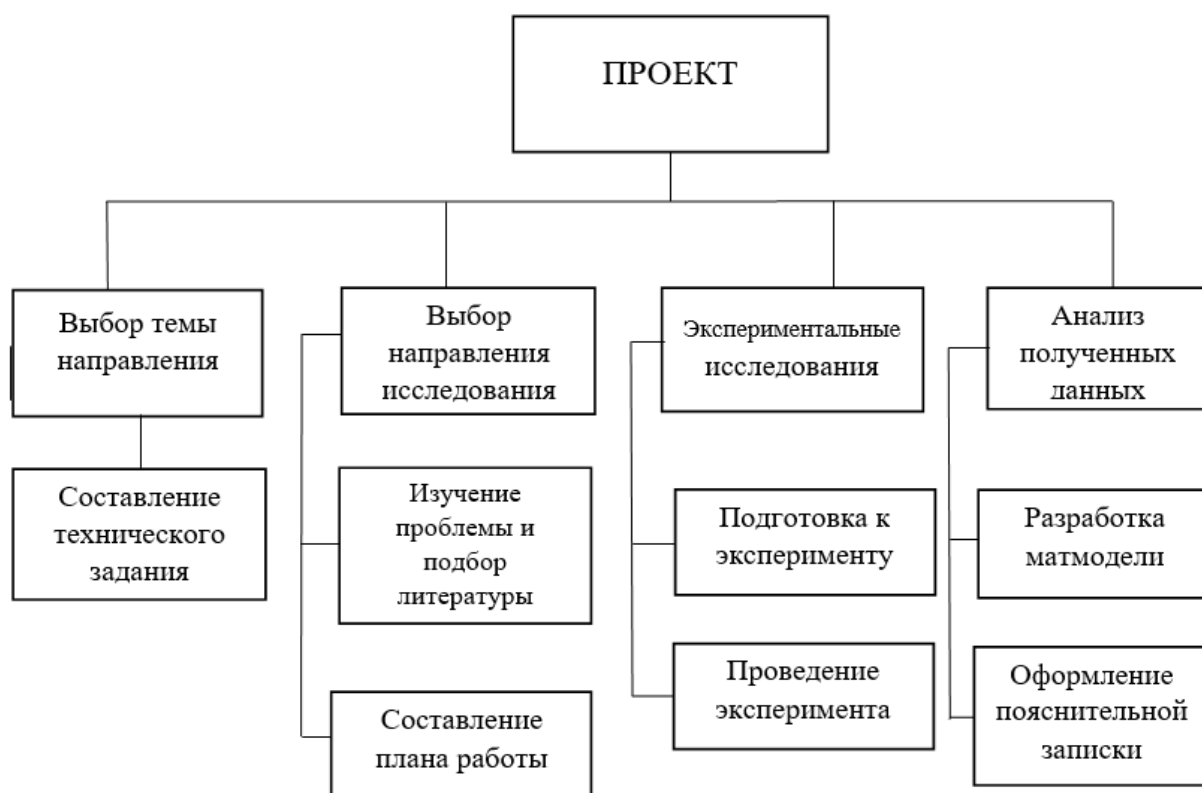 ПРОЕКТ
Выбор темы
направления
Составление
технического
задания
Выбор
направления
исследования
Изучение
проблемы и
подбор
литературы
Составление
плана работы
Экспериментальные
исследования
Подготовка к
эксперименту
Проведение
эксперимента
Анализ
полученных
данных
Разработка
матмодели
Оформление
пояснительной
записки